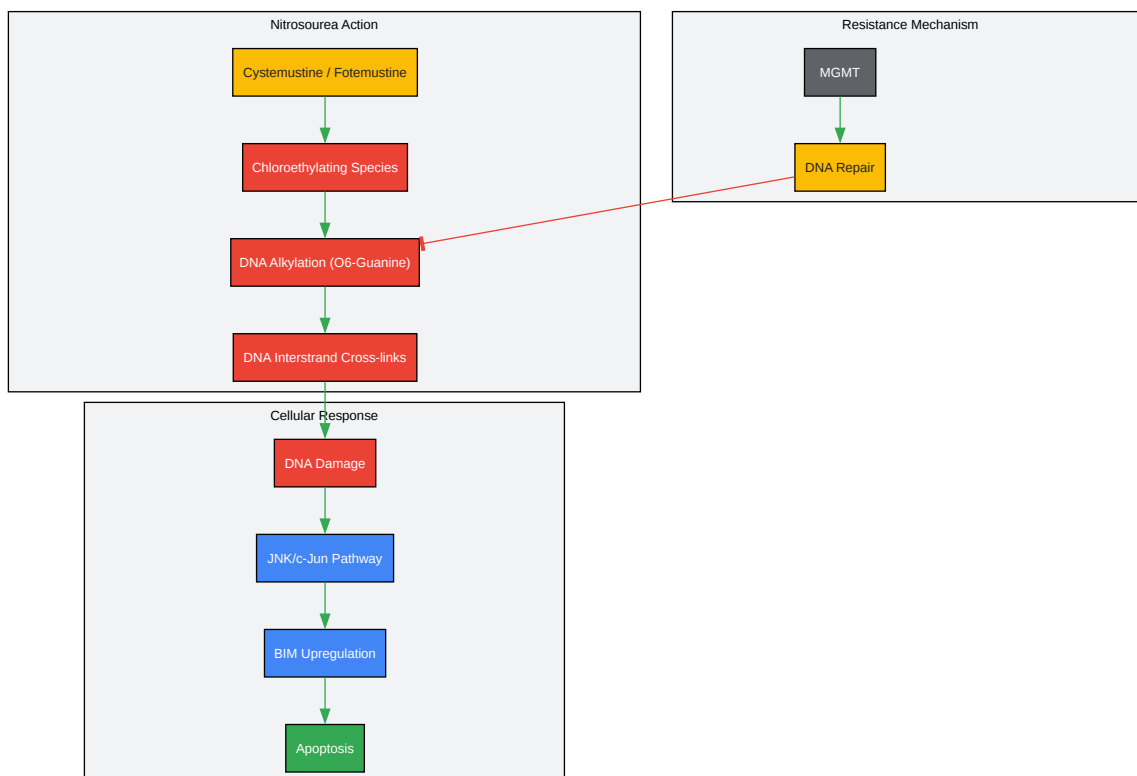 Nitrosourea Action
Cystemustine / Fotemustine
Chloroethylating Species
DNA Alkylation (O6-Guanine)
DNA Interstrand Cross-links
Resistance Mechanism
MGMT
DNA Repair
Cellular Response
DNA Damage
JNK/c-Jun Pathway
BIM Upregulation
Apoptosis